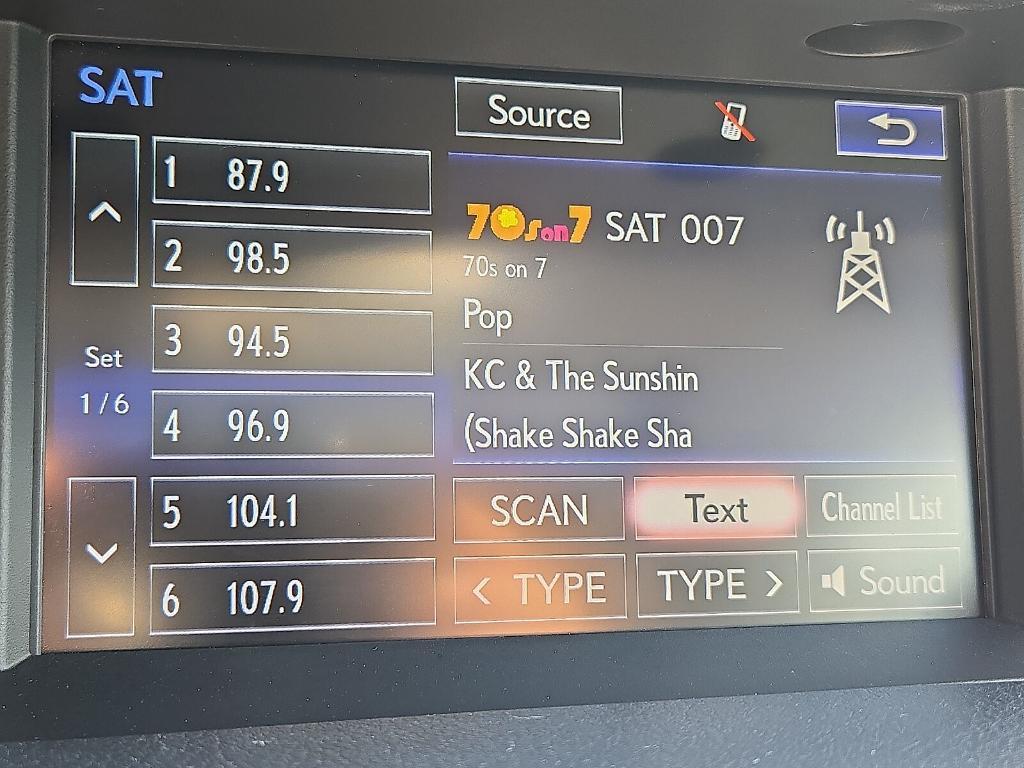 SAT
Source
1 87.9
2 98.5
3 94.5
4 96.9
5 104.1
6 107.9
Set
1/6
70s on 7 SAT 007
70s on 7
Pop
KC & The Sunshin
(Shake Shake Sha
SCAN
Text
Channel List
< TYPE
TYPE >
Sound